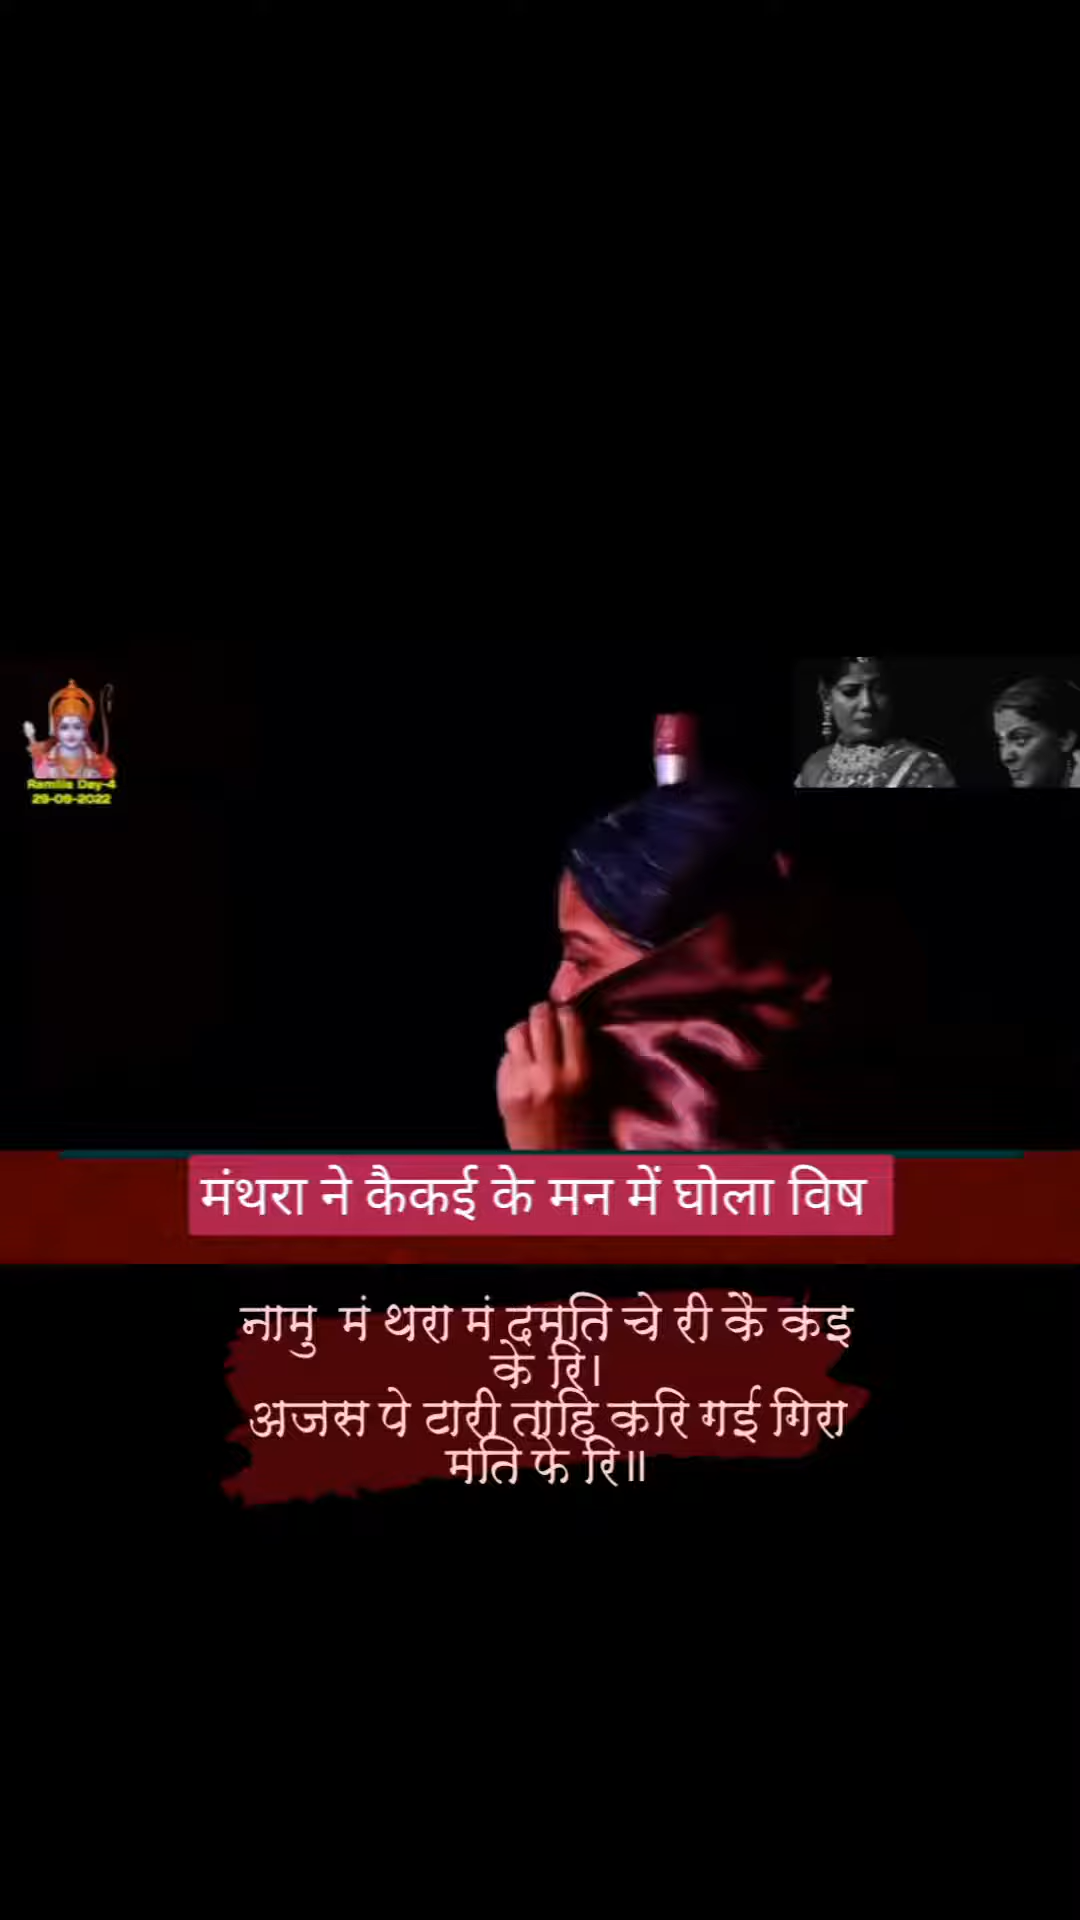 Ramlila Day-4
29-09-2022
मंथरा ने कैकई के मन में घोला विष
नामु मं थरा मं दमति चे री कै कइ
के रि।
अजस पे टारी ताहि करि गई गिरा
मति फे रि॥